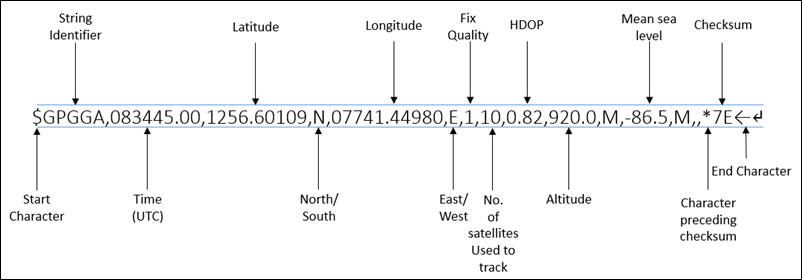 String
Identifier
Latitude
Longitude
Fix
Quality
HDOP
Mean sea
level
Checksum
$GPGGA,083445.00,1256.60109,N,07741.44980,E,1,10,0.82,920.0,M,-86.5,M,,*7E←↲
Start
Character
Time
(UTC)
North/
South
East/
West
No.
of
satellites
Used to
track
Altitude
Character
preceding
checksum
End Character